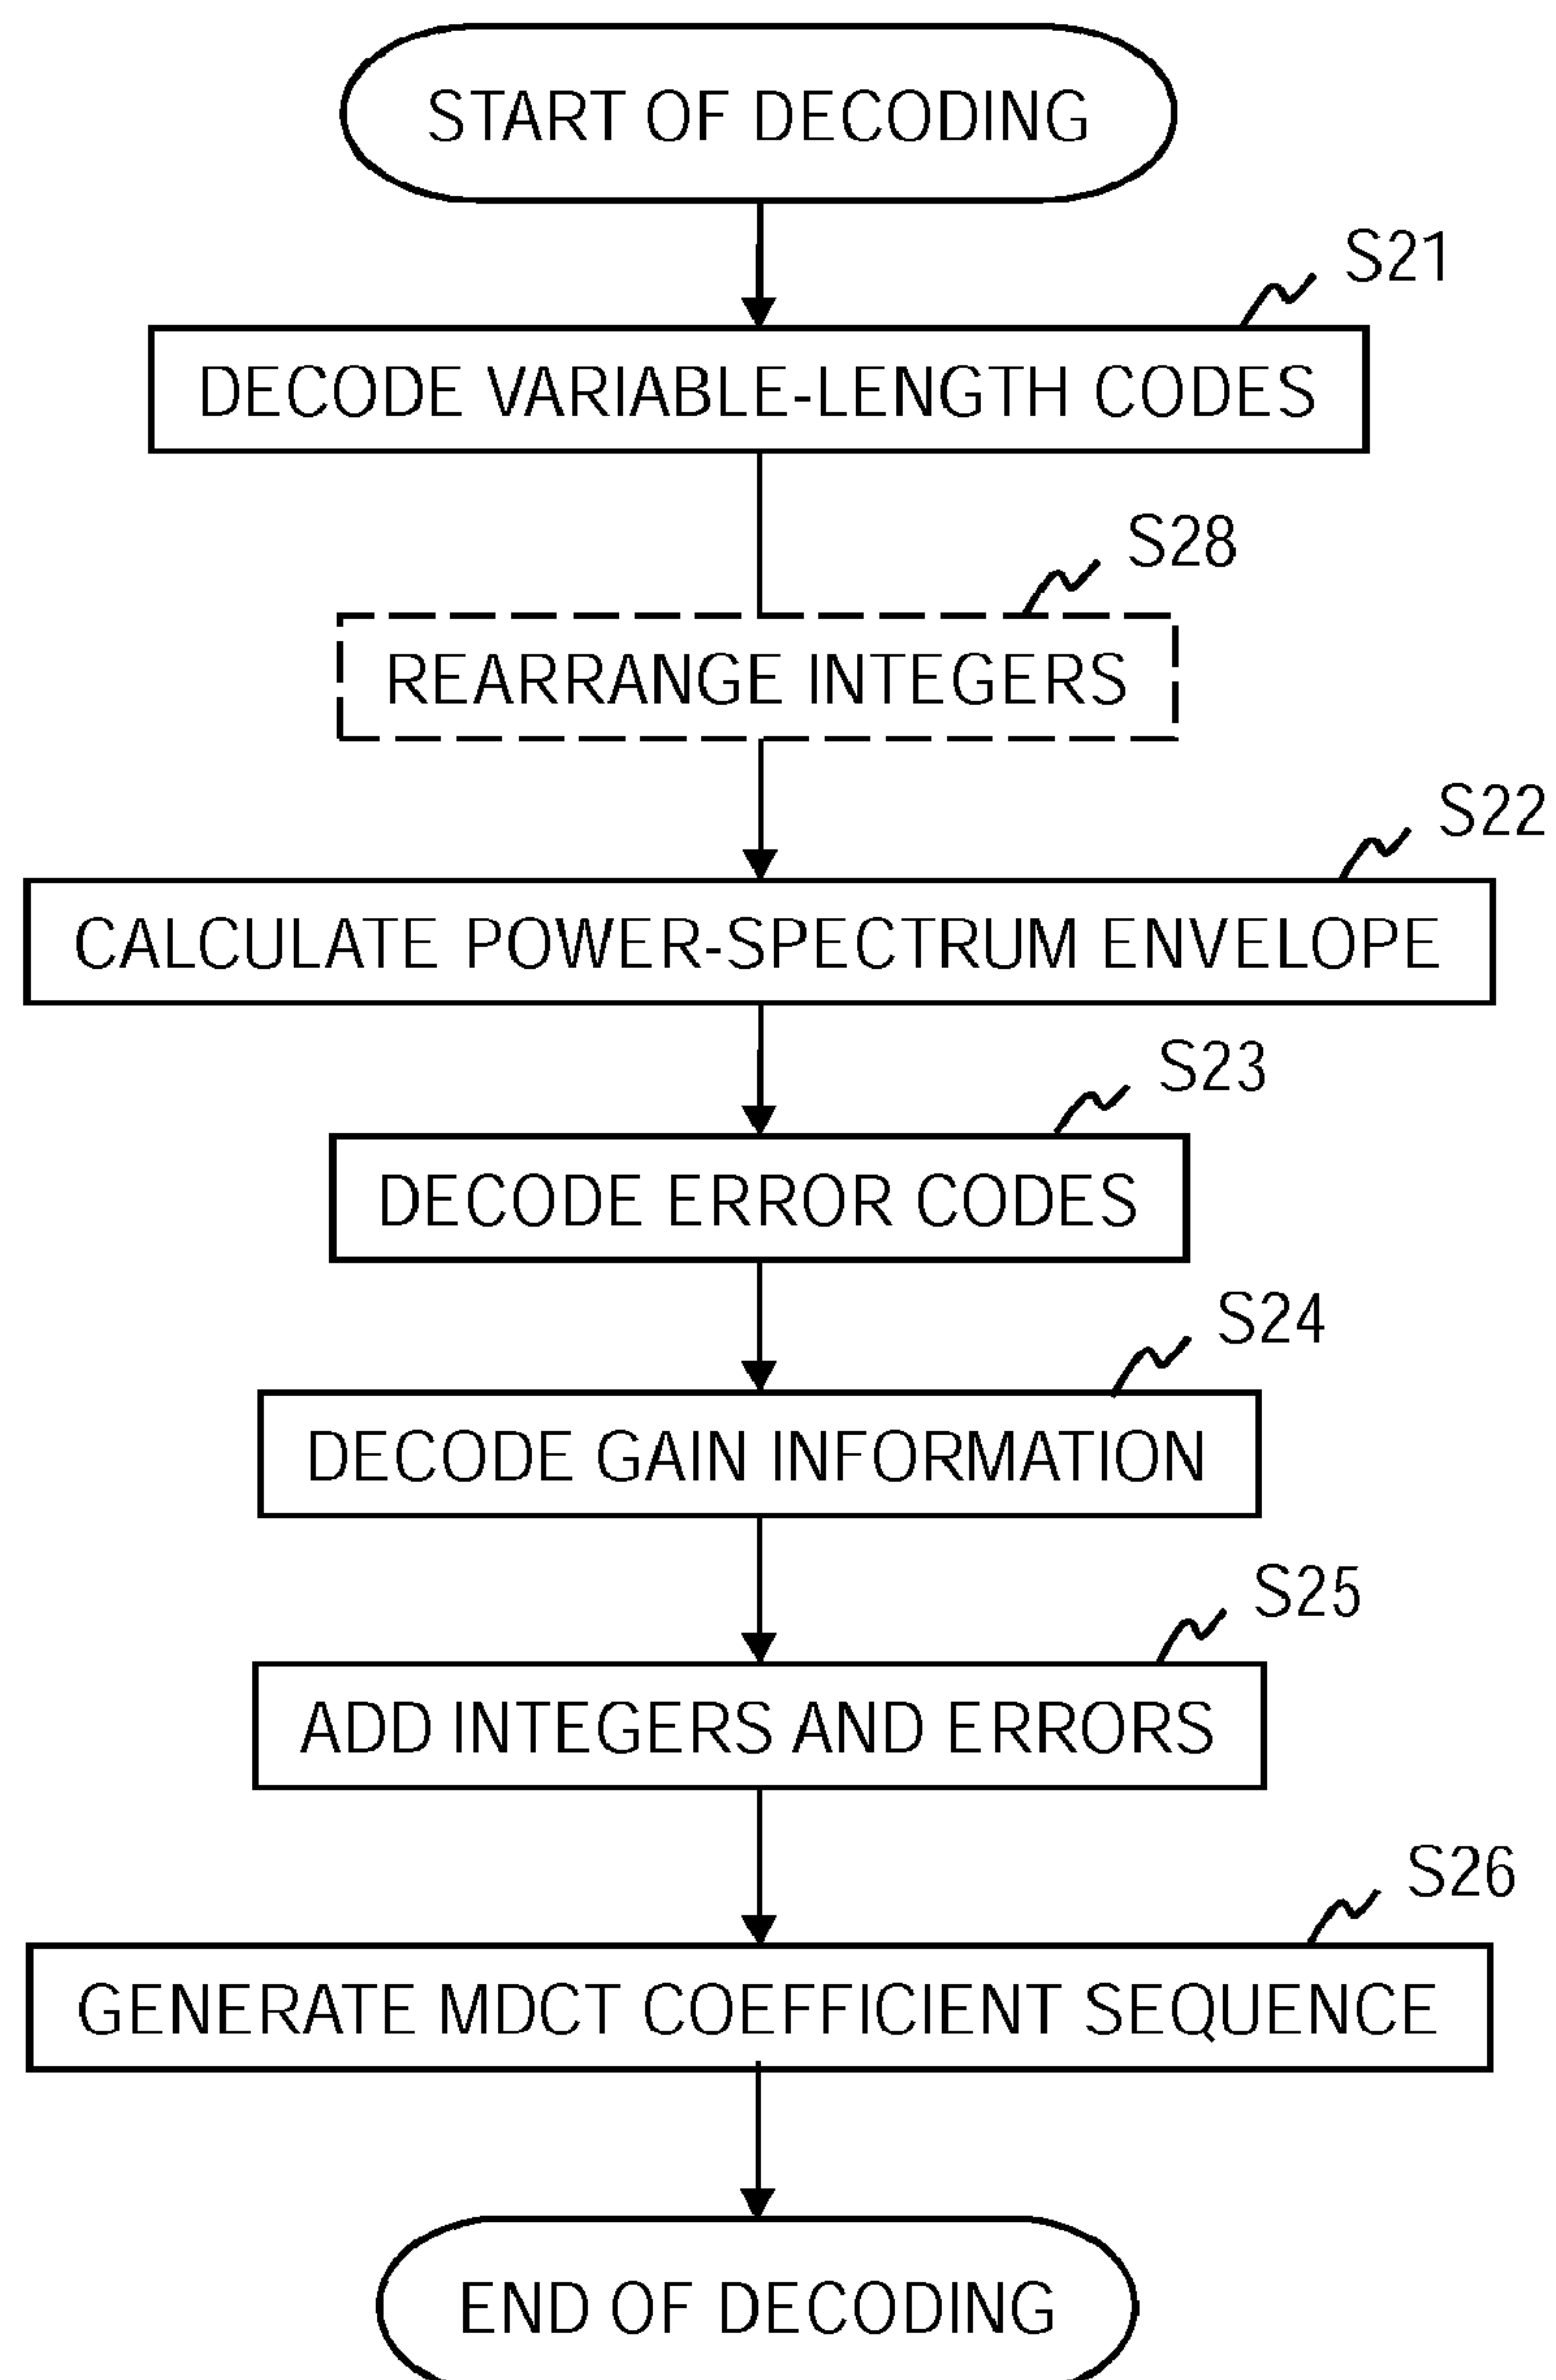 START OF DECODING
S21
DECODE VARIABLE-LENGTH CODES
S28
REARRANGE INTEGERS
S22
CALCULATE POWER-SPECTRUM ENVELOPE
S23
DECODE ERROR CODES
S24
DECODE GAIN INFORMATION
S25
ADD INTEGERS AND ERRORS
S26
GENERATE MDCT COEFFICIENT SEQUENCE
END OF DECODING